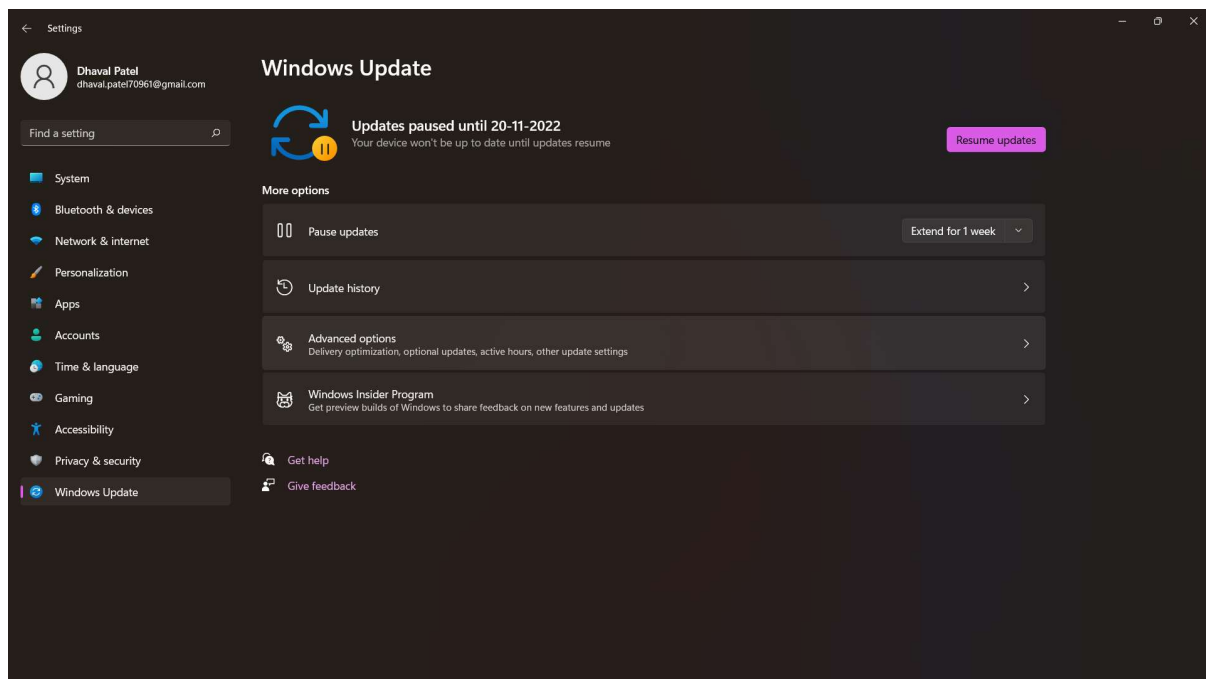 Settings
Dhaval Patel
dhaval.patel70961@gmail.com
Find a setting
System
Bluetooth & devices
Network & internet
Personalization
Apps
Accounts
Time & language
Gaming
Accessibility
Privacy & security
Windows Update
Windows Update
Updates paused until 20-11-2022
Your device won't be up to date until updates resume
Resume updates
More options
Pause updates
Extend for 1 week
Update history
Advanced options
Delivery optimization, optional updates, active hours, other update settings
Windows Insider Program
Get preview builds of Windows to share feedback on new features and updates
Get help
Give feedback